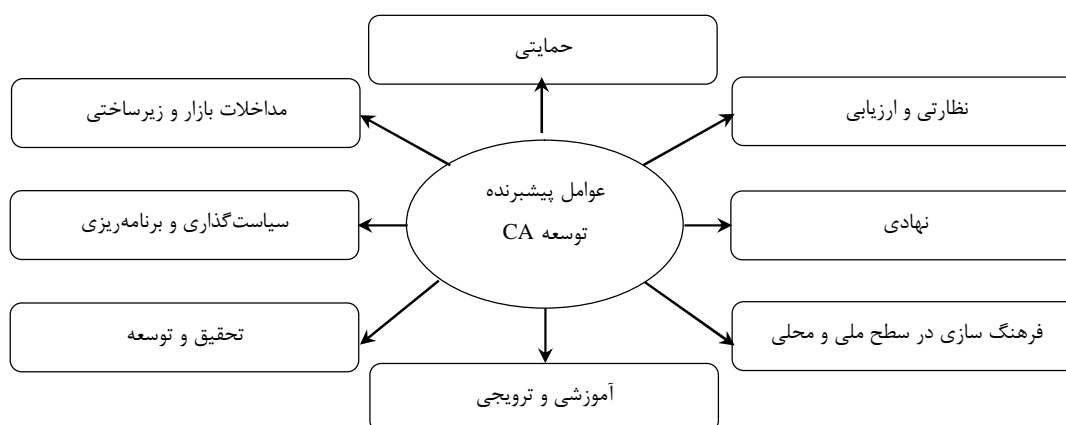 حمایتی
نظارتی و ارزیابی
مداخلات بازار و زیرساختی
عوامل پیشبرنده
توسعه CA
نهادی
سیاست‌گذاری و برنامه‌ریزی
فرهنگ سازی در سطح ملی و محلی
تحقیق و توسعه
آموزشی و ترویجی